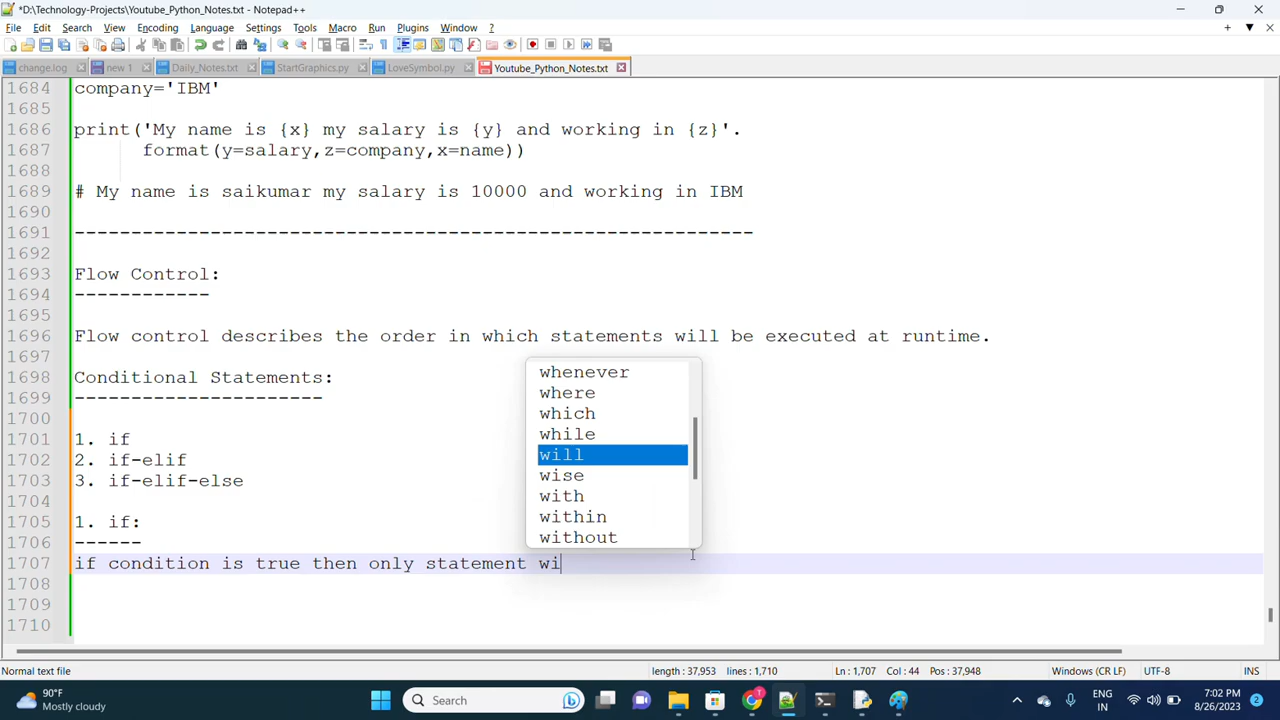 *D:\Technology-Projects\Youtube_Python_Notes.txt - Notepad++
File Edit Search View Encoding Language Settings Tools Macro Run Plugins Window ?
change.log new 1 Daily_Notes.txt StartGraphics.py LoveSymbol.py Youtube_Python_Notes.txt
1684 company='IBM'
1685
1686 print('My name is {x} my salary is {y} and working in {z}'.
1687 format(y=salary,z=company,x=name))
1688
1689 # My name is saikumar my salary is 10000 and working in IBM
1690
1691 ------------------------------------------------------------
1692
1693 Flow Control:
1694 ------------
1695
1696 Flow control describes the order in which statements will be executed at runtime.
1697
1698 Conditional Statements:
1699 ----------------------
1700
1701 1. if
1702 2. if-elif
1703 3. if-elif-else
1704
1705 1. if:
1706 ------
1707 if condition is true then only statement wi
1708
1709
1710
whenever
where
which
while
will
wise
with
within
without
Normal text file length : 37,953 lines : 1,710 Ln : 1,707 Col : 44 Pos : 37,948 Windows (CR LF) UTF-8 INS
90°F
Mostly cloudy
Search
ENG
IN
7:02 PM
8/26/2023